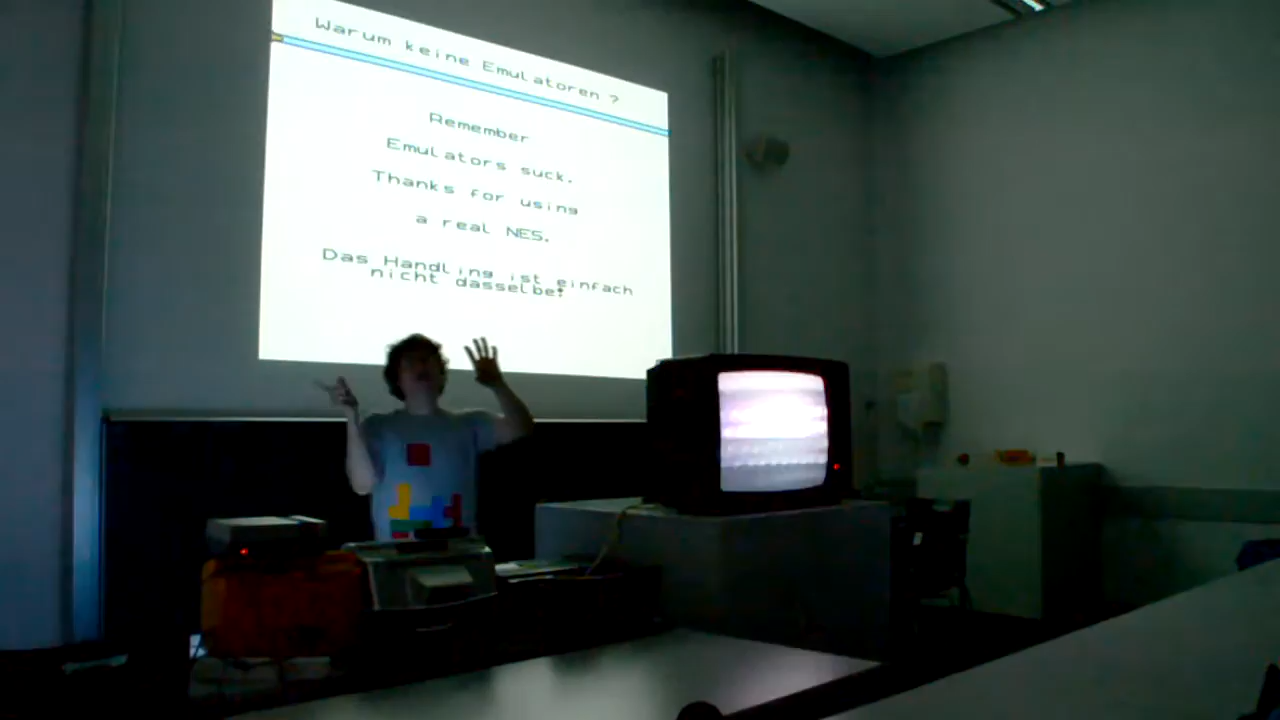 Warum keine Emulatoren ?
Remember
Emulators suck.
Thanks for using
a real NES.
Das Handling ist einfach
nicht dasselbe!